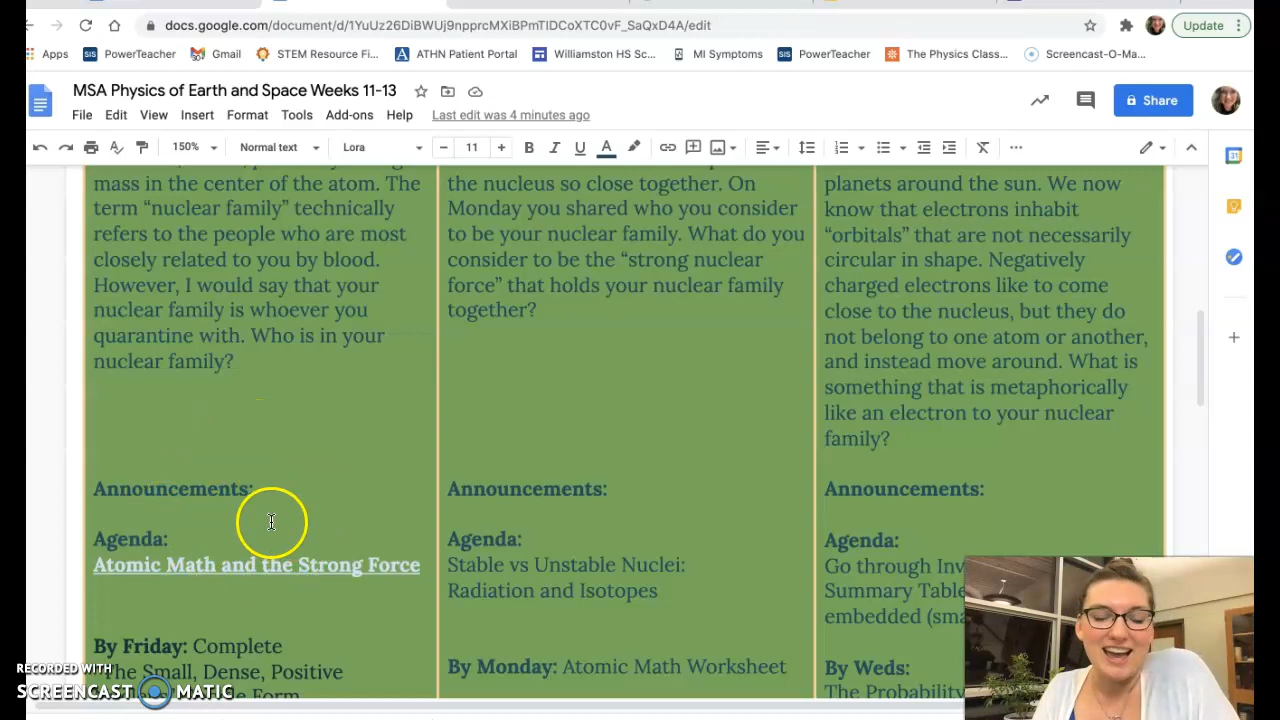 docs.google.com/document/d/1YuUz26DiBWUj9npprcMXiBPmTIDCoXTC0vF_SaQxD4A/edit
Update
Apps
PowerTeacher
Gmail
STEM Resource Fi...
ATHN Patient Portal
Williamston HS Sc...
MI Symptoms
PowerTeacher
The Physics Class...
Screencast-O-Ma...
MSA Physics of Earth and Space Weeks 11-13
File Edit View Insert Format Tools Add-ons Help Last edit was 4 minutes ago
Share
150% Normal text Lora 11
mass in the center of the atom. The
term “nuclear family” technically
refers to the people who are most
closely related to you by blood.
However, I would say that your
nuclear family is whoever you
quarantine with. Who is in your
nuclear family?
Announcements:
Agenda:
Atomic Math and the Strong Force
By Friday: Complete
The Small, Dense, Positive
the nucleus so close together. On
Monday you shared who you consider
to be your nuclear family. What do you
consider to be the “strong nuclear
force” that holds your nuclear family
together?
Announcements:
Agenda:
Stable vs Unstable Nuclei:
Radiation and Isotopes
By Monday: Atomic Math Worksheet
planets around the sun. We now
know that electrons inhabit
“orbitals” that are not necessarily
circular in shape. Negatively
charged electrons like to come
close to the nucleus, but they do
not belong to one atom or another,
and instead move around. What is
something that is metaphorically
like an electron to your nuclear
family?
Announcements:
Agenda:
Go through Inv
Summary Table
embedded (sma
By Weds:
The Probability
RECORDED WITH
SCREENCAST MATIC